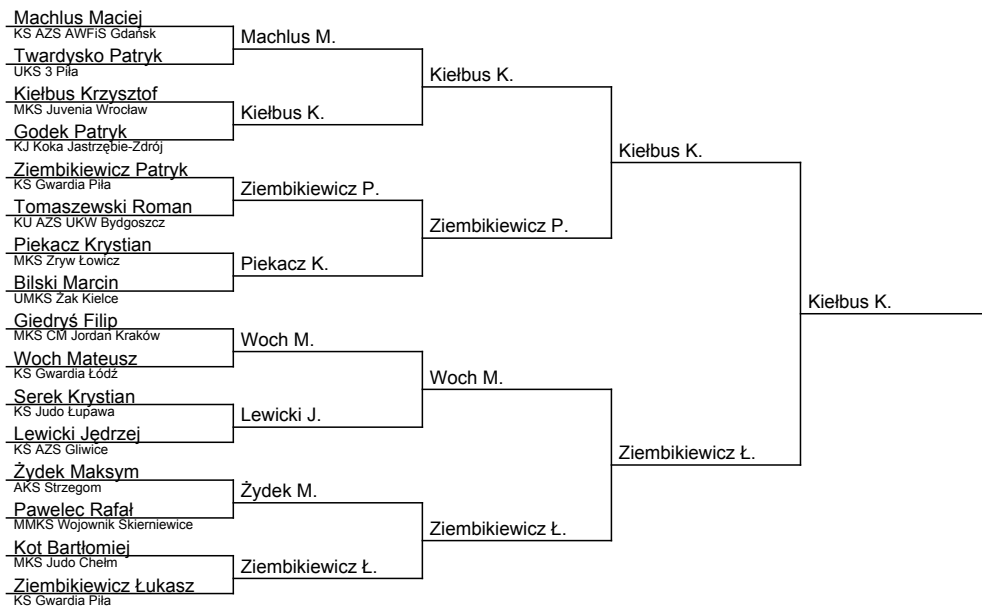 Machlus Maciej
KS AZS AWFiS Gdańsk
Twardysko Patryk
UKS 3 Piła
Kiełbus Krzysztof
MKS Juvenia Wrocław
Godek Patryk
KJ Koka Jastrzębie-Zdrój
Ziembikiewicz Patryk
KS Gwardia Piła
Tomaszewski Roman
KU AZS UKW Bydgoszcz
Piekacz Krystian
MKS Zryw Łowicz
Bilski Marcin
UMKS Żak Kielce
Giedryś Filip
MKS CM Jordan Kraków
Woch Mateusz
KS Gwardia Łódź
Serek Krystian
KS Judo Łupawa
Lewicki Jędrzej
KS AZS Gliwice
Żydek Maksym
AKS Strzegom
Pawelec Rafał
MMKS Wojownik Skierniewice
Kot Bartłomiej
MKS Judo Chełm
Ziembikiewicz Łukasz
KS Gwardia Piła
Machlus M.
Kiełbus K.
Ziembikiewicz P.
Piekacz K.
Woch M.
Lewicki J.
Żydek M.
Ziembikiewicz Ł.
Kiełbus K.
Ziembikiewicz P.
Woch M.
Ziembikiewicz Ł.
Kiełbus K.
Ziembikiewicz Ł.
Kiełbus K.